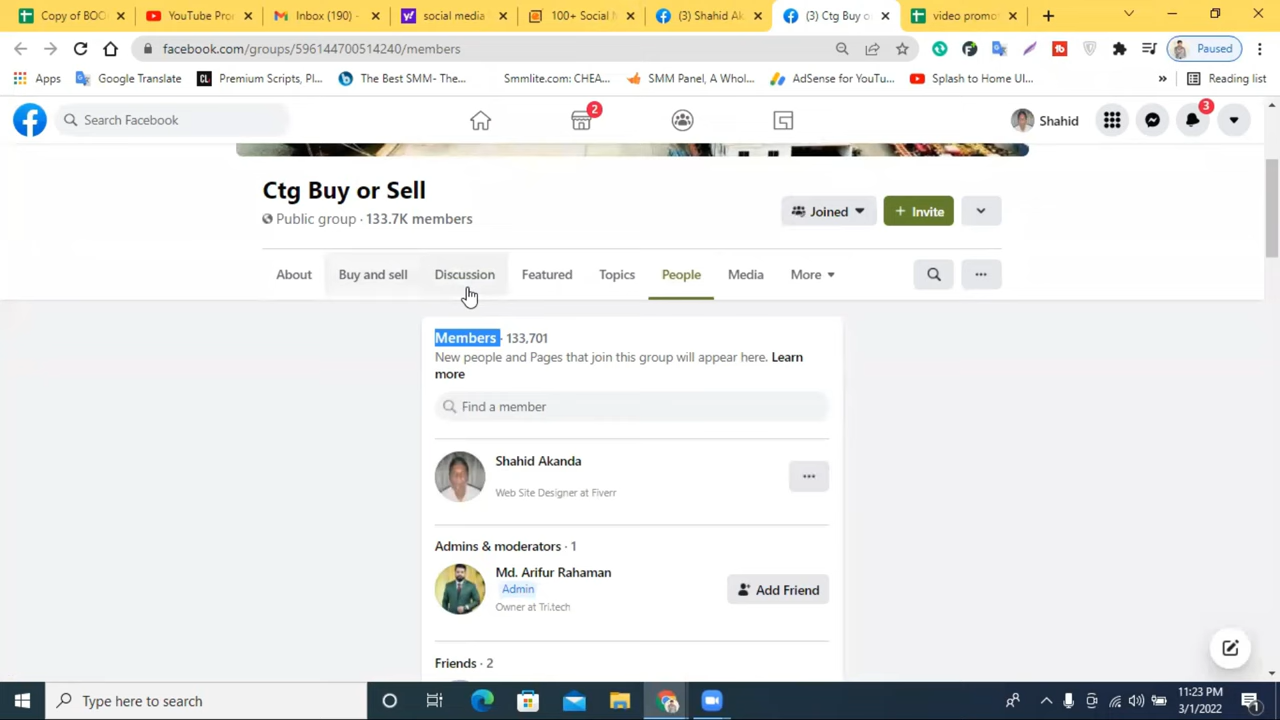 Copy of BOO
YouTube Pro
Inbox (190) -
social media
100+ Social
(3) Shahid Ak
(3) Ctg Buy o
video promo
facebook.com/groups/596144700514240/members
Paused
Apps
Google Translate
Premium Scripts, Pl...
The Best SMM- The...
Smmlite.com: CHEA...
SMM Panel, A Whol...
AdSense for YouTu...
Splash to Home UI...
»
Reading list
Search Facebook
2
Shahid
3
Ctg Buy or Sell
Public group · 133.7K members
Joined
+ Invite
About
Buy and sell
Discussion
Featured
Topics
People
Media
More
Members · 133,701
New people and Pages that join this group will appear here. Learn
more
Find a member
Shahid Akanda
Web Site Designer at Fiverr
Admins & moderators · 1
Md. Arifur Rahaman
Admin
Owner at Tri.tech
Add Friend
Friends · 2
Type here to search
11:23 PM
3/1/2022
1